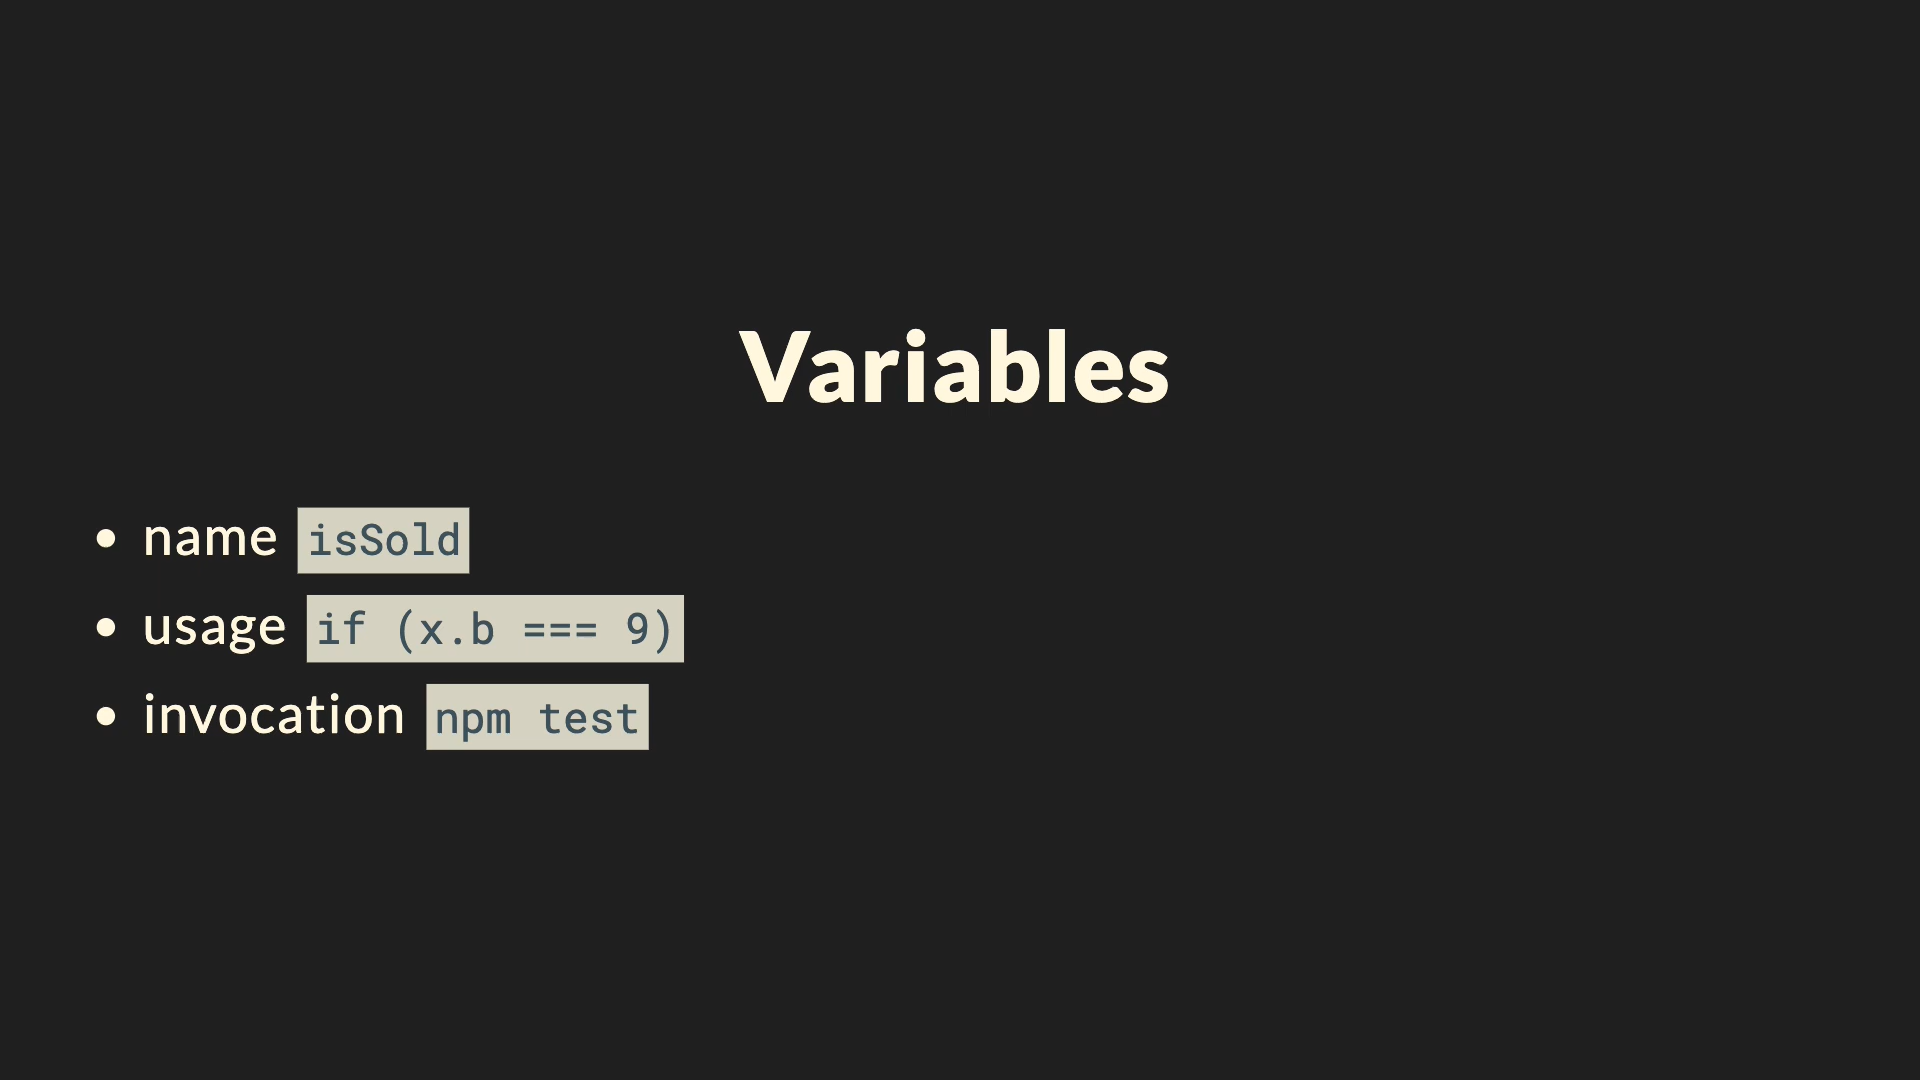 Variables
• name isSold
• usage if (x.b === 9)
• invocation npm test